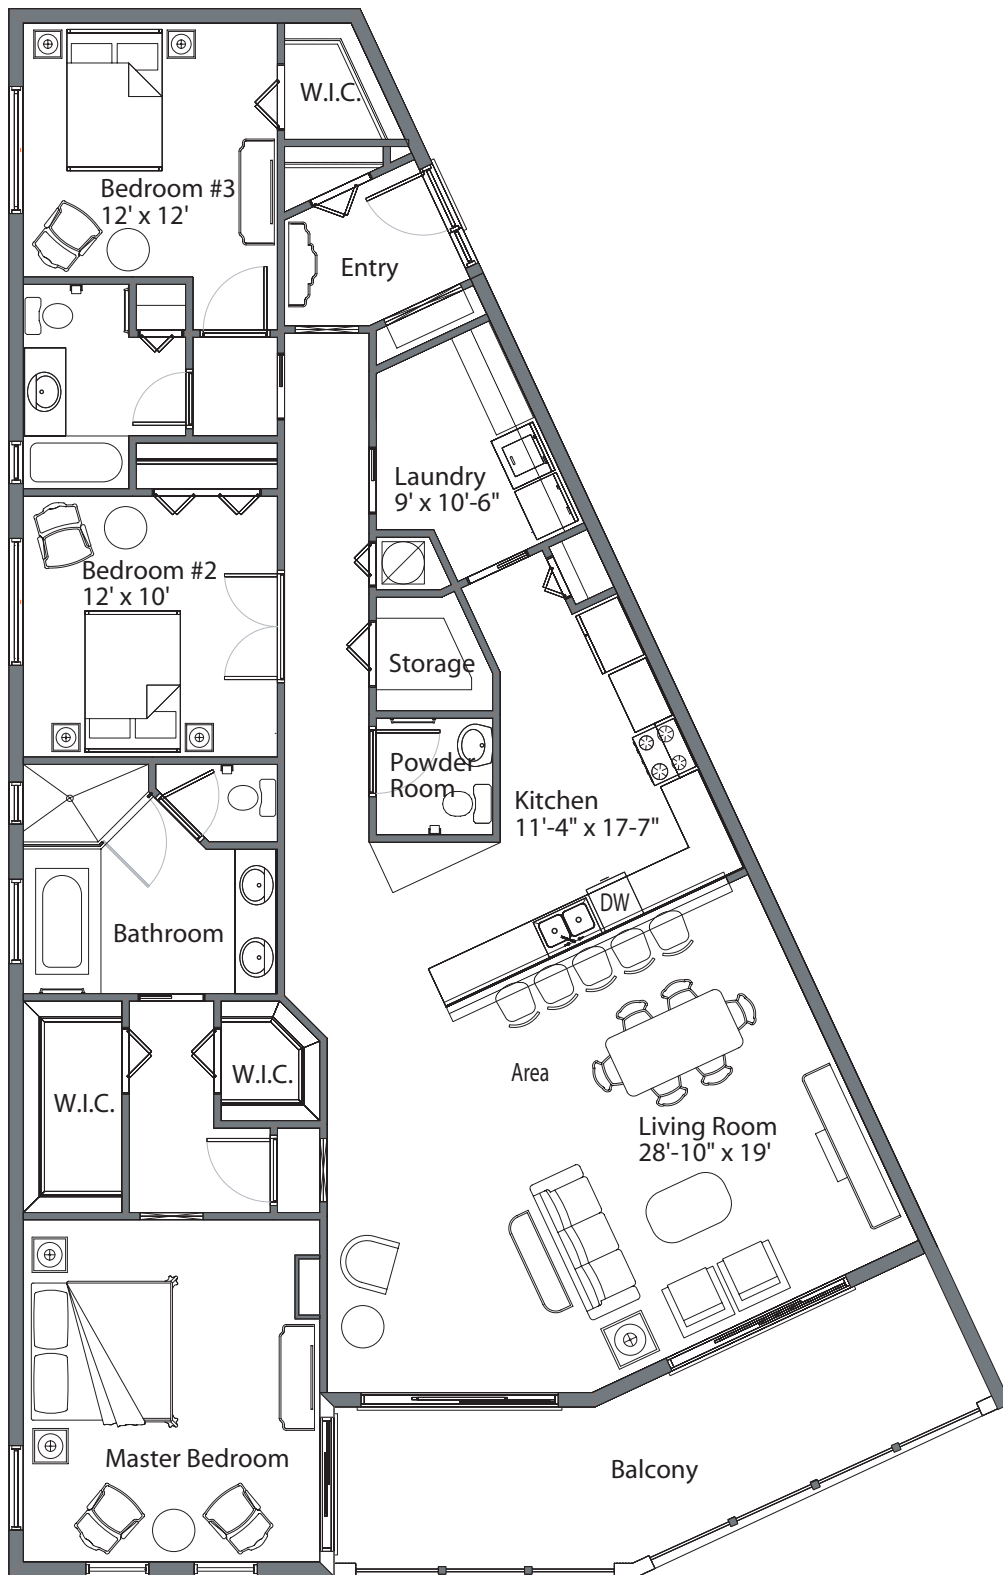 W.I.C.
Bedroom #3
12' x 12'
Entry
Laundry
9' x 10'-6"
Bedroom #2
12' x 10'
Storage
Powder
Room
Kitchen
11'-4" x 17-7"
DW
Bathroom
Area
W.I.C.
W.I.C.
Living Room
28'-10" x 19'
Master Bedroom
Balcony